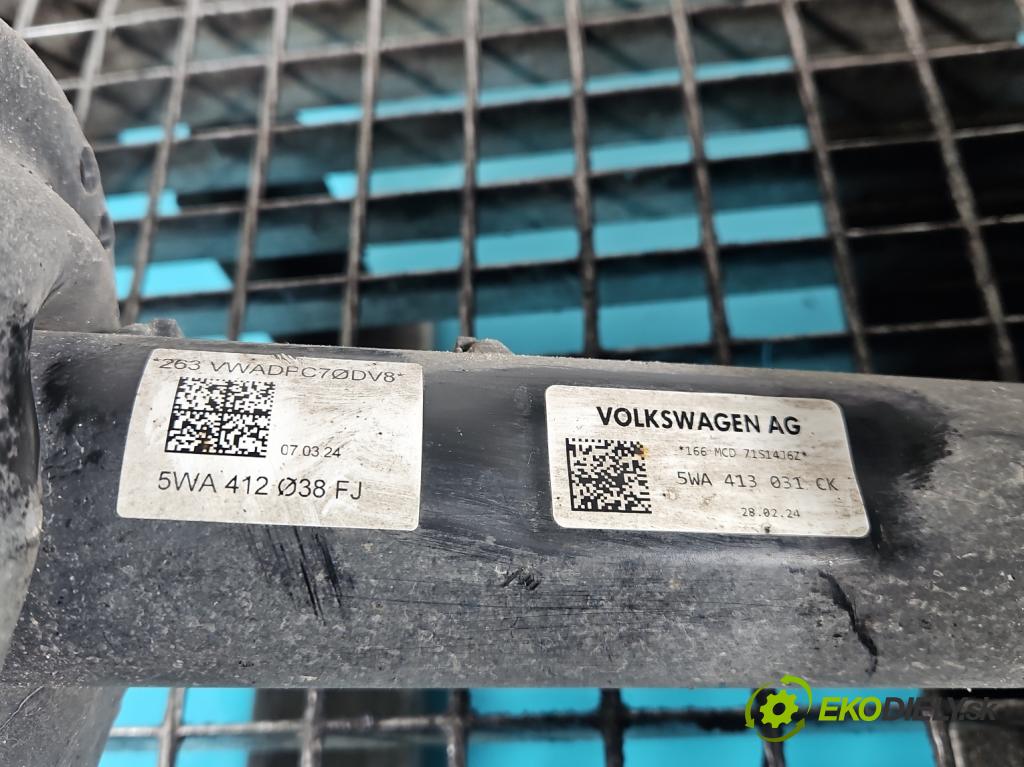 *263 VWADFC7ØDV8*
07.03.24
5WA 412 Ø38 FJ
VOLKSWAGEN AG
*166 MCD 71S14J6Z*
5WA 413 031 CK
28.02.24
EKODIELY.sk